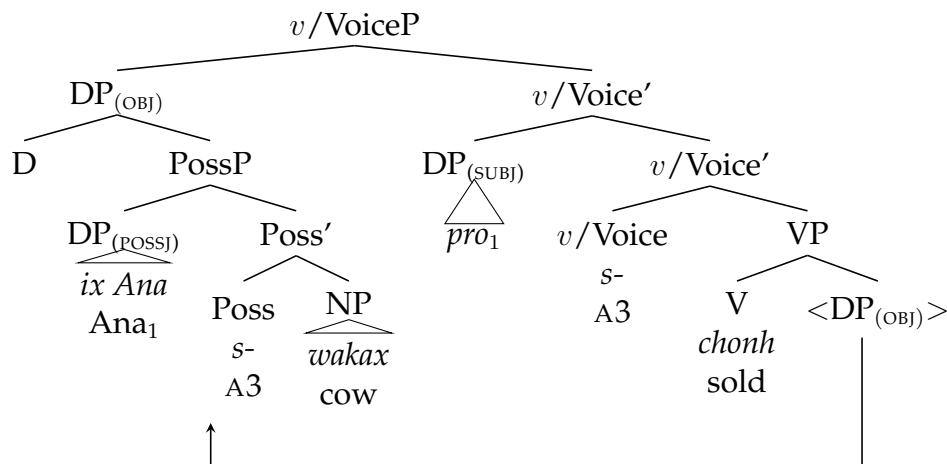 v/VoiceP
DP(OBJ) v/Voice'
D PossP DP(SUBJ) v/Voice'
DP(POSSJ) Poss' pro1 v/Voice VP
ix Ana s-
Ana1 Poss NP A3 V <DP(OBJ)>
s- wakax chonh
A3 cow sold